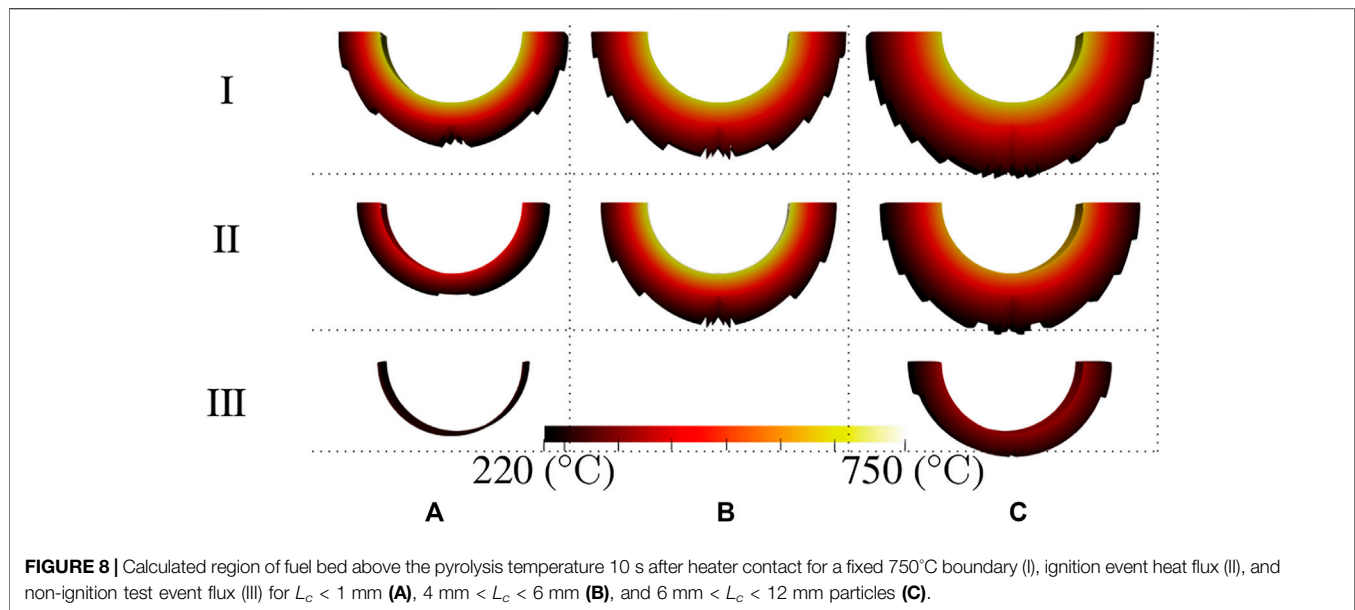 I
II
III
220 (°C) 750 (°C)
A B C
FIGURE 8 | Calculated region of fuel bed above the pyrolysis temperature 10 s after heater contact for a fixed 750°C boundary (I), ignition event heat flux (II), and
non-ignition test event flux (III) for Lc < 1 mm (A), 4 mm < Lc < 6 mm (B), and 6 mm < Lc < 12 mm particles (C).